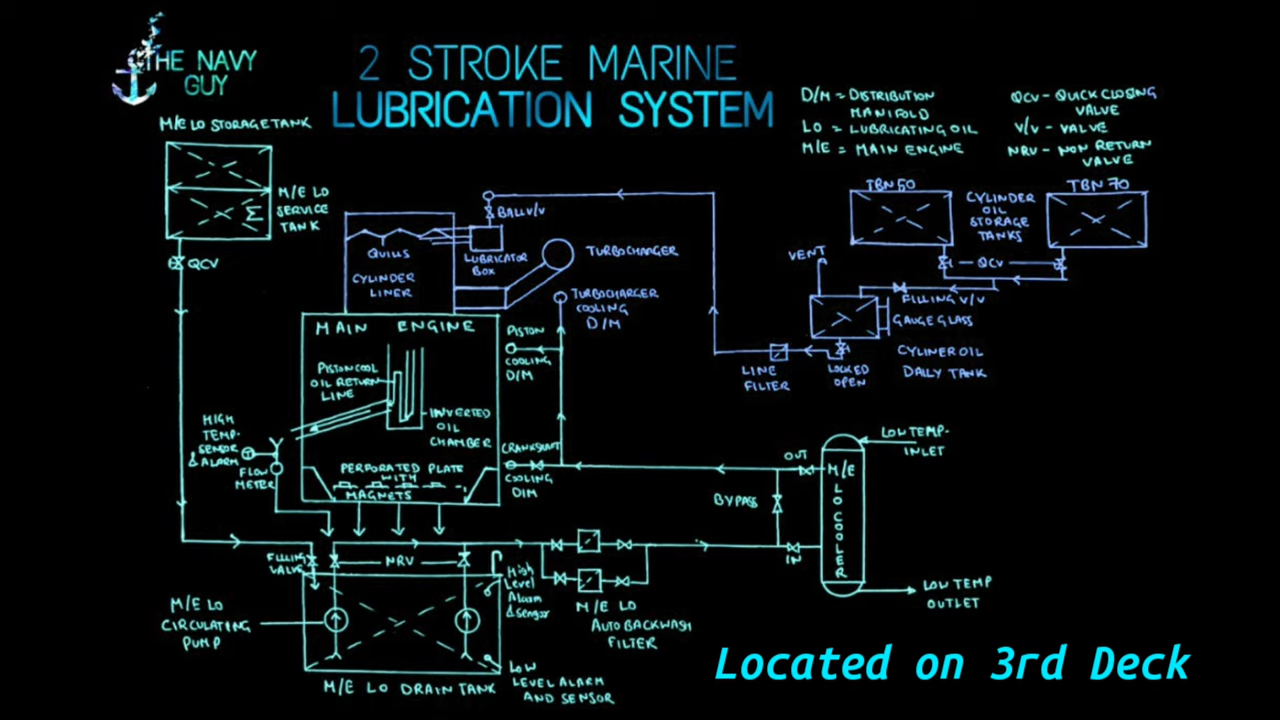 THE NAVY
GUY
2 STROKE MARINE
LUBRICATION SYSTEM
D/M = DISTRIBUTION
MANIFOLD
LO = LUBRICATING OIL
M/E = MAIN ENGINE
QCV - QUICK CLOSING
VALVE
V/V - VALVE
NRV - NON RETURN
VALVE
M/E LO STORAGE TANK
M/E LO
SERVICE
TANK
Σ
QCV
BALL V/V
QUILLS
LUBRICATOR
BOX
CYLINDER
LINER
TURBOCHARGER
TURBOCHARGER
COOLING
D/M
TBN 50
TBN 70
CYLINDER
OIL
STORAGE
TANKS
QCV
VENT
FILLING V/V
GAUGE GLASS
CYLINER OIL
DAILY TANK
LOCKED
OPEN
LINE
FILTER
MAIN ENGINE
PISTON
COOLING
D/M
PISTON COOL
OIL RETURN
LINE
INVERTED
OIL
CHAMBER
HIGH
TEMP-
SENSOR
& ALARM
FLOW
METER
PERFORATED PLATE
WITH
MAGNETS
CRANKSHAFT
COOLING
D/M
OUT
LOW TEMP-
INLET
M/E
LO
COOLER
BYPASS
IN
LOW TEMP
OUTLET
FILLING
VALVE
NRV
High
Level
Alarm
& sensor
M/E LO
AUTO BACKWASH
FILTER
M/E LO
CIRCULATING
PUMP
M/E LO DRAIN TANK
LOW
LEVEL ALARM
AND SENSOR
Located on 3rd Deck